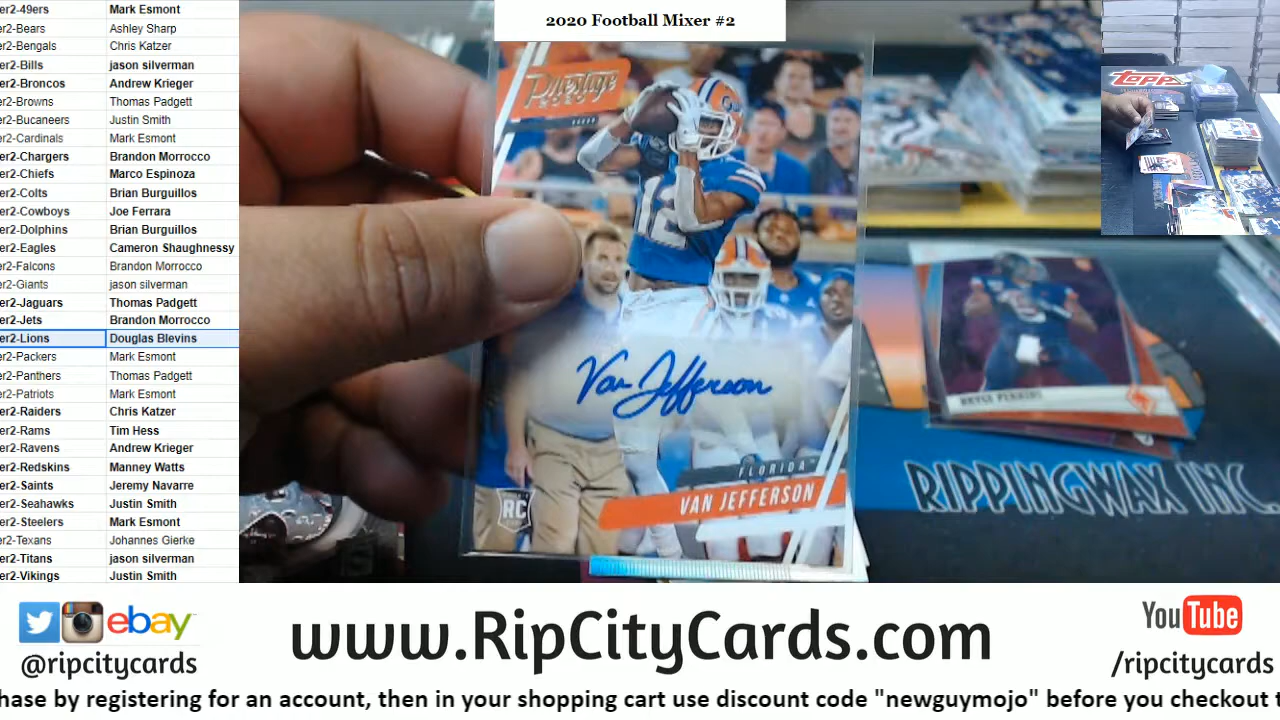 er2-49ers Mark Esmont
er2-Bears Ashley Sharp
er2-Bengals Chris Katzer
er2-Bills jason silverman
er2-Broncos Andrew Krieger
er2-Browns Thomas Padgett
er2-Bucaneers Justin Smith
er2-Cardinals Mark Esmont
er2-Chargers Brandon Morrocco
er2-Chiefs Marco Espinoza
er2-Colts Brian Burguillos
er2-Cowboys Joe Ferrara
er2-Dolphins Brian Burguillos
er2-Eagles Cameron Shaughnessy
er2-Falcons Brandon Morrocco
er2-Giants jason silverman
er2-Jaguars Thomas Padgett
er2-Jets Brandon Morrocco
er2-Lions Douglas Blevins
er2-Packers Mark Esmont
er2-Panthers Thomas Padgett
er2-Patriots Mark Esmont
er2-Raiders Chris Katzer
er2-Rams Tim Hess
er2-Ravens Andrew Krieger
er2-Redskins Manney Watts
er2-Saints Jeremy Navarre
er2-Seahawks Justin Smith
er2-Steelers Mark Esmont
er2-Texans Johannes Gierke
er2-Titans jason silverman
er2-Vikings Justin Smith
2020 Football Mixer #2
Prestige
2020
12
Van Jefferson
FLORIDA
VAN JEFFERSON
RC
topps
BRYCE PERKINS
RIPPINGWAX INC.
ebay
@ripcitycards
www.RipCityCards.com
YouTube
/ripcitycards
hase by registering for an account, then in your shopping cart use discount code "newguymojo" before you checkout t